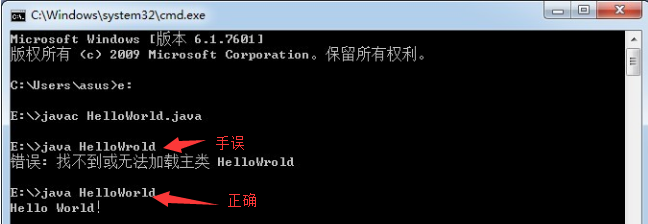 C:\Windows\system32\cmd.exe
Microsoft Windows [版本 6.1.7601]
版权所有 (c) 2009 Microsoft Corporation。保留所有权利。
C:\Users\asus>e:
E:\>javac HelloWorld.java
E:\>java HelloWrold 手误
错误: 找不到或无法加载主类 HelloWrold
E:\>java HelloWorld 正确
Hello World!